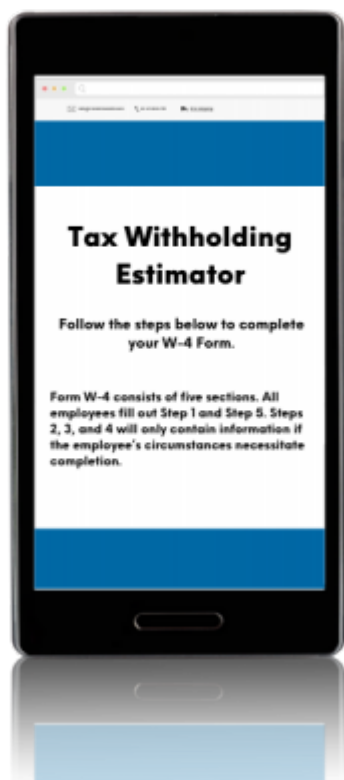 Tax Withholding
Estimator
Follow the steps below to complete
your W-4 Form.
Form W-4 consists of five sections. All
employees fill out Step 1 and Step 5. Steps
2, 3, and 4 will only contain information if
the employee's circumstances necessitate
completion.